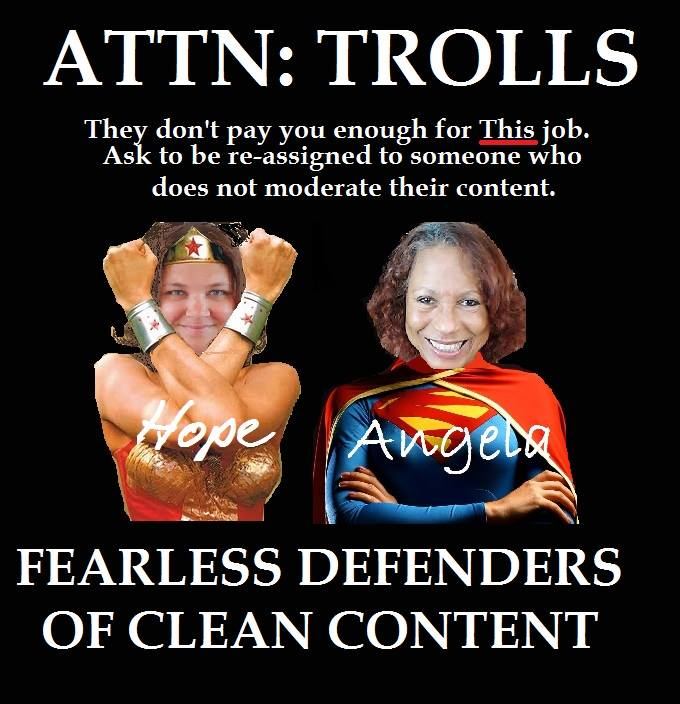 ATTN: TROLLS
They don't pay you enough for This job.
Ask to be re-assigned to someone who
does not moderate their content.
Hope
Angela
FEARLESS DEFENDERS
OF CLEAN CONTENT